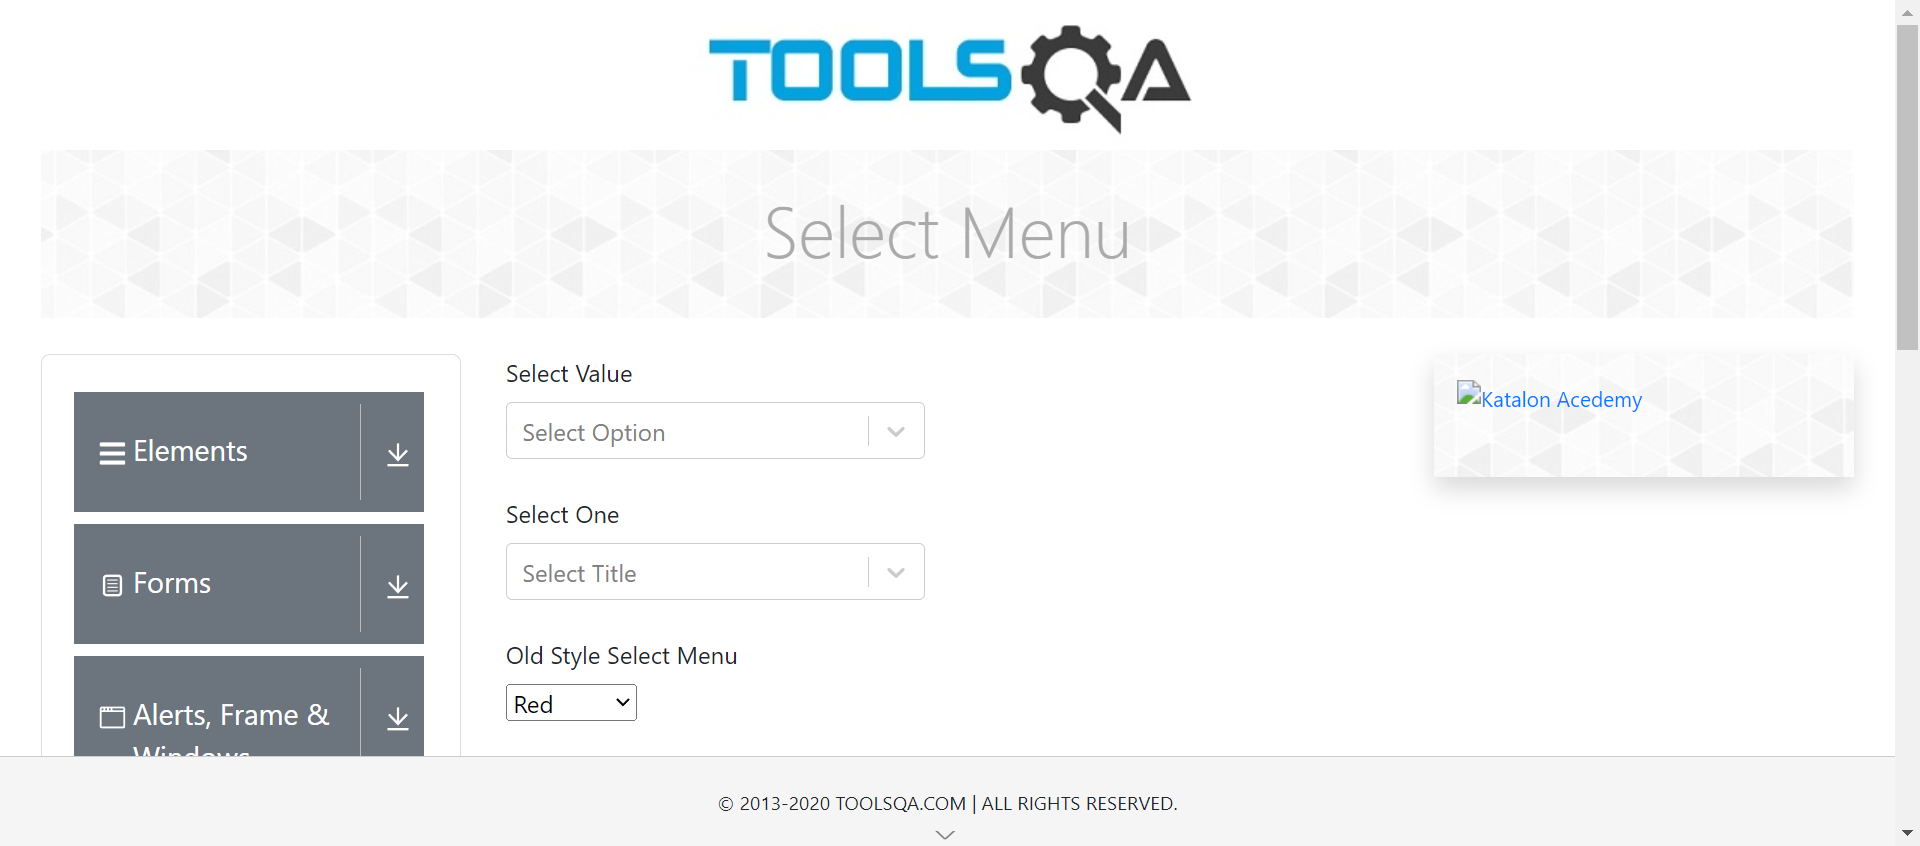 TOOLSQA
Select Menu
Elements
Forms
Alerts, Frame &
Windows
Select Value
Select Option
Select One
Select Title
Old Style Select Menu
Red
Katalon Acedemy
© 2013-2020 TOOLSQA.COM | ALL RIGHTS RESERVED.